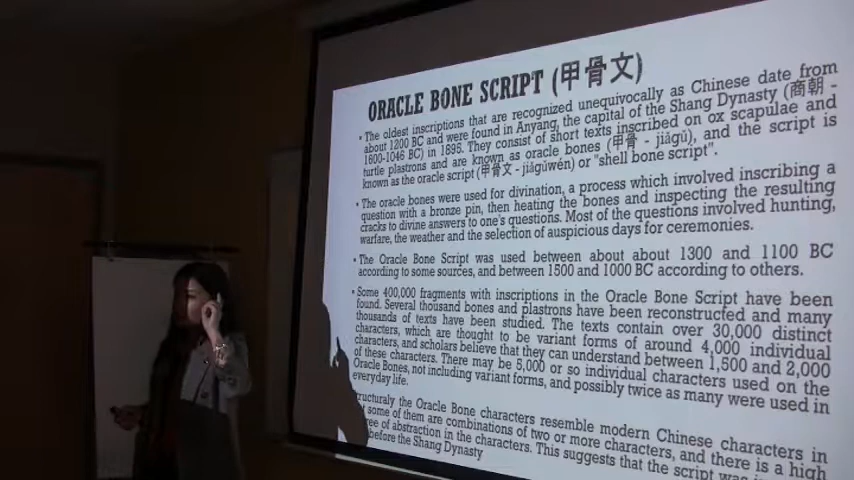 ORACLE BONE SCRIPT (甲骨文)
• The oldest inscriptions that are recognized unequivocally as Chinese date from
about 1200 BC and were found in Anyang, the capital of the Shang Dynasty (商朝 -
1600-1046 BC) in 1895. They consist of short texts inscribed on ox scapulae and
turtle plastrons and are known as oracle bones (甲骨 - jiăgŭ), and the script is
known as the oracle script (甲骨文 - jiăgŭwén) or "shell bone script".
• The oracle bones were used for divination, a process which involved inscribing a
question with a bronze pin, then heating the bones and inspecting the resulting
cracks to divine answers to one's questions. Most of the questions involved hunting,
warfare, the weather and the selection of auspicious days for ceremonies.
• The Oracle Bone Script was used between about about 1300 and 1100 BC
according to some sources, and between 1500 and 1000 BC according to others.
• Some 400,000 fragments with inscriptions in the Oracle Bone Script have been
found. Several thousand bones and plastrons have been reconstructed and many
thousands of texts have been studied. The texts contain over 30,000 distinct
characters, which are thought to be variant forms of around 4,000 individual
characters, and scholars believe that they can understand between 1,500 and 2,000
of these characters. There may be 5,000 or so individual characters used on the
Oracle Bones, not including variant forms, and possibly twice as many were used in
everyday life.
the Oracle Bone characters resemble modern Chinese characters in
some of them are combinations of two or more characters, and there is a high
of abstraction in the characters. This suggests that the script was
before the Shang Dynasty